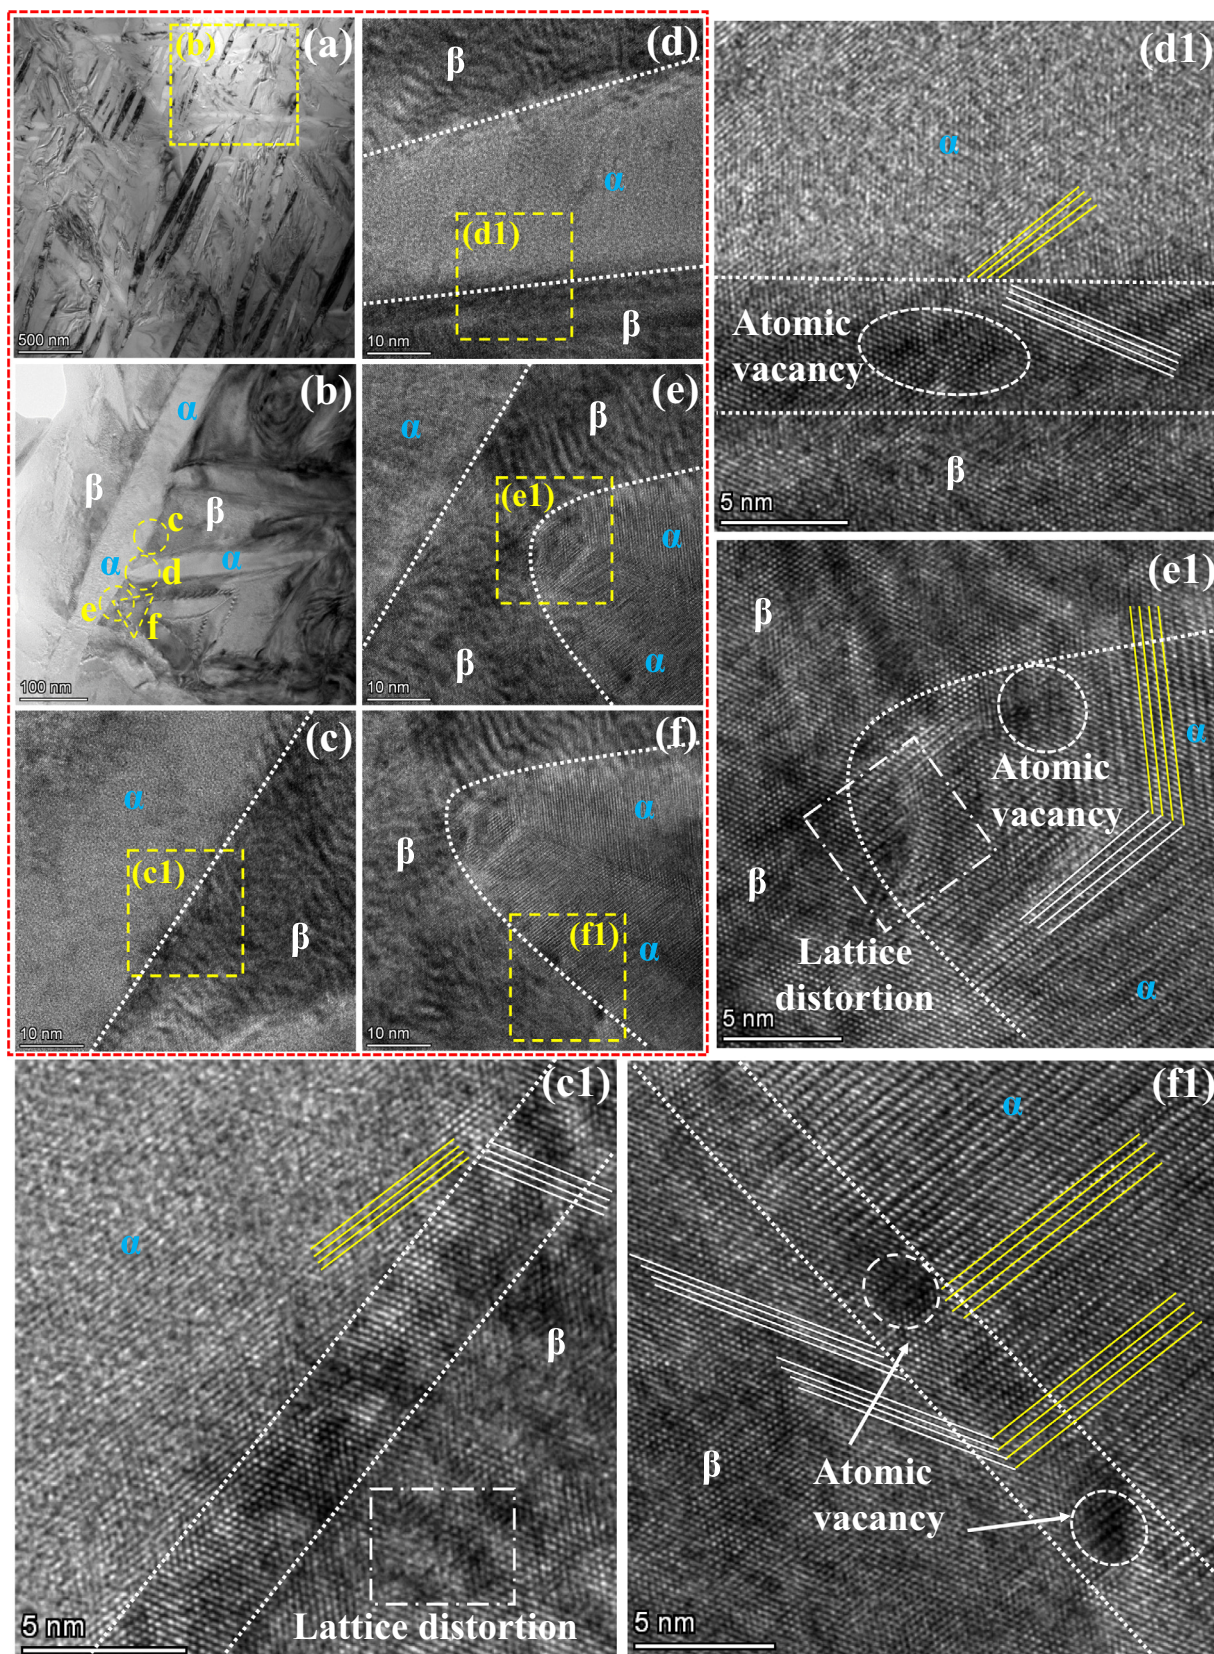 (b)
(a)
500 nm
β
(d)
α
(d1)
β
10 nm
(d1)
α
Atomic
vacancy
β
5 nm
(b)
α
β
β
c
α
α
d
e
f
100 nm
(e)
α
β
(e1)
α
β
α
10 nm
(e1)
β
α
Atomic
vacancy
β
Lattice
distortion
α
5 nm
(c)
α
(c1)
β
10 nm
(f)
α
β
(f1)
α
10 nm
(c1)
α
β
Lattice distortion
5 nm
(f1)
α
β
Atomic
vacancy
5 nm